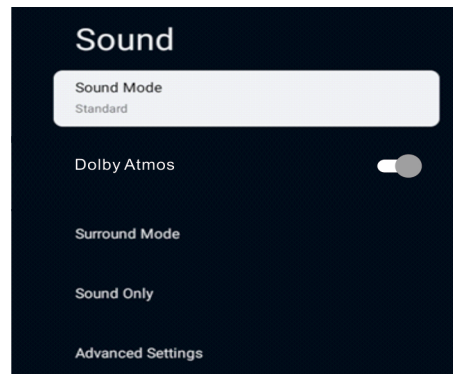 Sound
Sound Mode
Standard
Dolby Atmos
Surround Mode
Sound Only
Advanced Settings